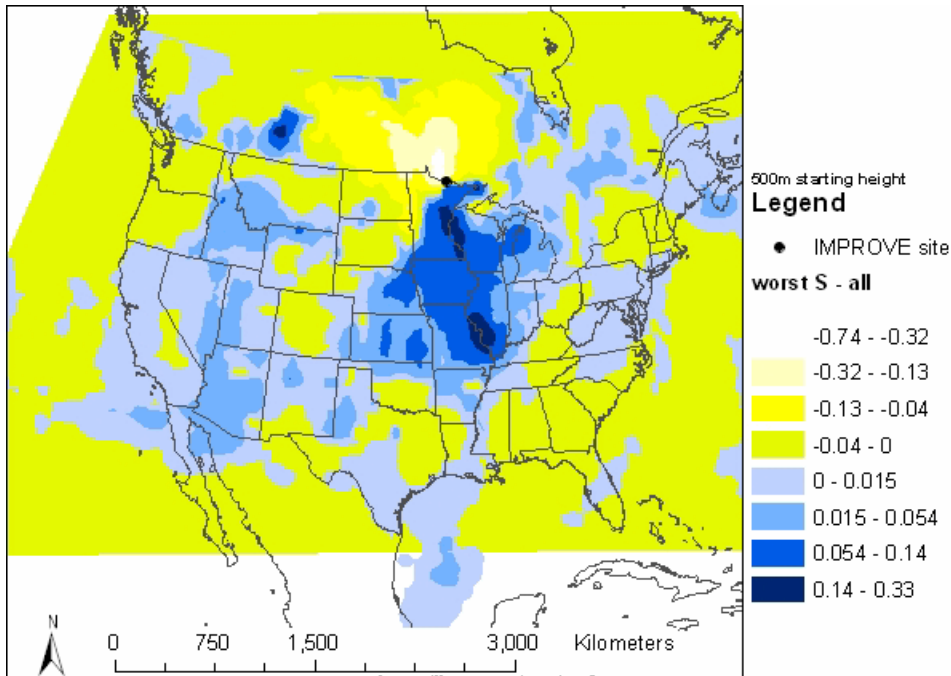 500m starting height
Legend
IMPROVE site
worst S - all
-0.74 - -0.32
-0.32 - -0.13
-0.13 - -0.04
-0.04 - 0
0 - 0.015
0.015 - 0.054
0.054 - 0.14
0.14 - 0.33
N
0 750 1,500 3,000 Kilometers